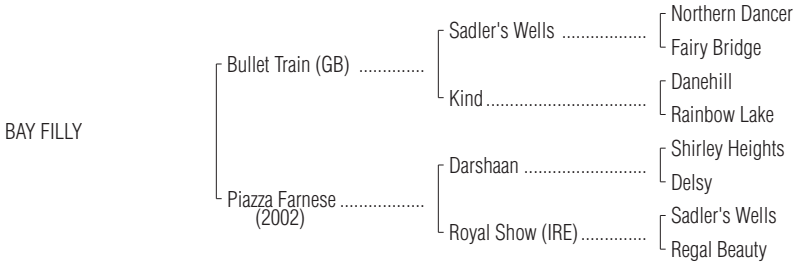 Northern Dancer
Sadler's Wells ..................
Fairy Bridge
Bullet Train (GB) ..............
Danehill
Kind..................................
Rainbow Lake
BAY FILLY
Shirley Heights
Darshaan ..........................
Delsy
Piazza Farnese ..................
(2002)
Sadler's Wells
Royal Show (IRE)..............
Regal Beauty